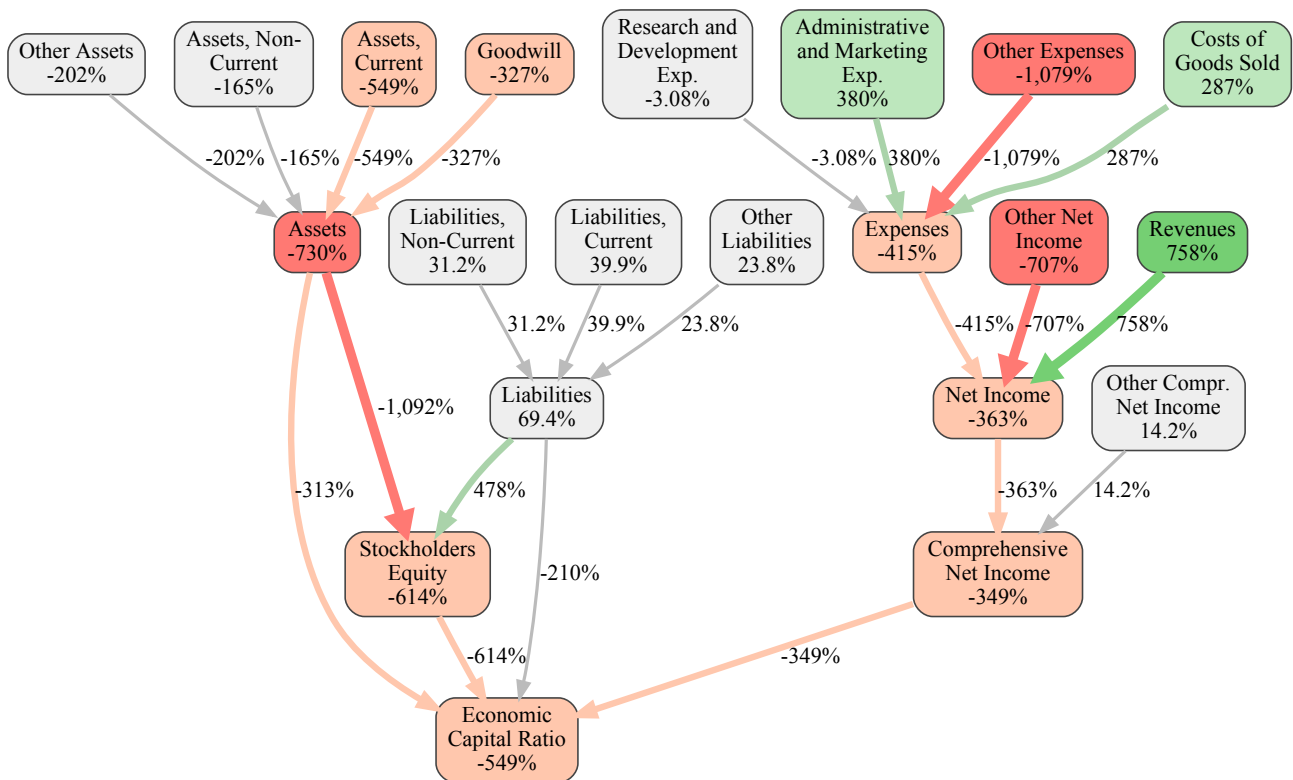 Other Assets
-202%
Assets, Non-
Current
-165%
Assets,
Current
-549%
Goodwill
-327%
Research and
Development
Exp.
-3.08%
Administrative
and Marketing
Exp.
380%
Other Expenses
-1,079%
Costs of
Goods Sold
287%
-202%
-165%
-549%
-327%
-3.08%
380%
-1,079%
287%
Assets
-730%
Liabilities,
Non-Current
31.2%
Liabilities,
Current
39.9%
Other
Liabilities
23.8%
Expenses
-415%
Other Net
Income
-707%
Revenues
758%
31.2%
39.9%
23.8%
-415%
-707%
758%
-1,092%
Liabilities
69.4%
Net Income
-363%
Other Compr.
Net Income
14.2%
-313%
478%
-363%
14.2%
Stockholders
Equity
-614%
-210%
Comprehensive
Net Income
-349%
-614%
-349%
Economic
Capital Ratio
-549%